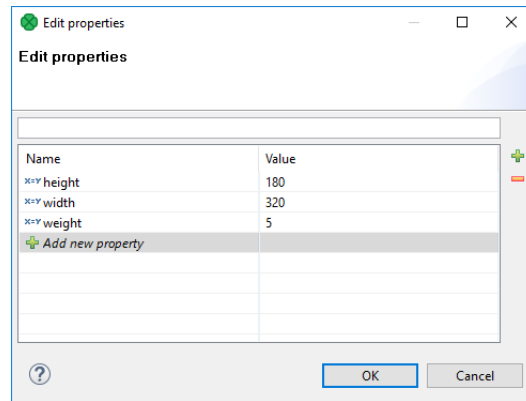 Edit properties
Edit properties
Name Value
x=y height 180
x=y width 320
x=y weight 5
Add new property
? OK Cancel